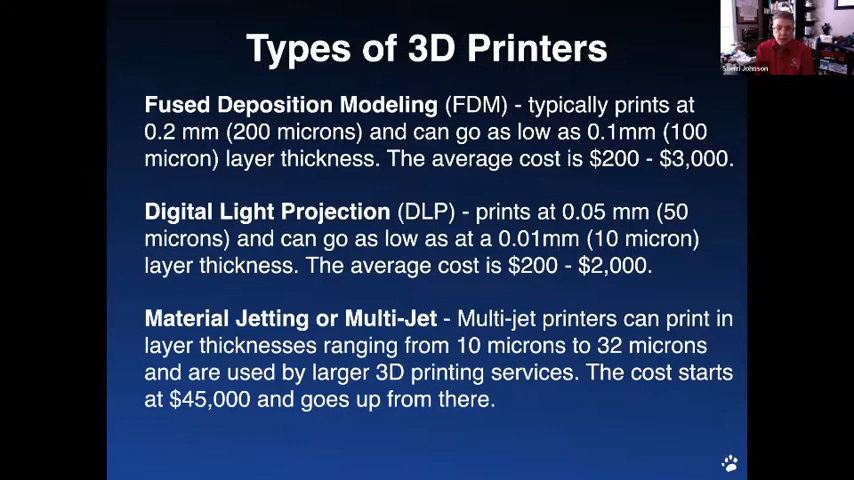 Types of 3D Printers
Fused Deposition Modeling (FDM) - typically prints at
0.2 mm (200 microns) and can go as low as 0.1mm (100
micron) layer thickness. The average cost is $200 - $3,000.
Digital Light Projection (DLP) - prints at 0.05 mm (50
microns) and can go as low as at a 0.01mm (10 micron)
layer thickness. The average cost is $200 - $2,000.
Material Jetting or Multi-Jet - Multi-jet printers can print in
layer thicknesses ranging from 10 microns to 32 microns
and are used by larger 3D printing services. The cost starts
at $45,000 and goes up from there.
Sherri Johnson